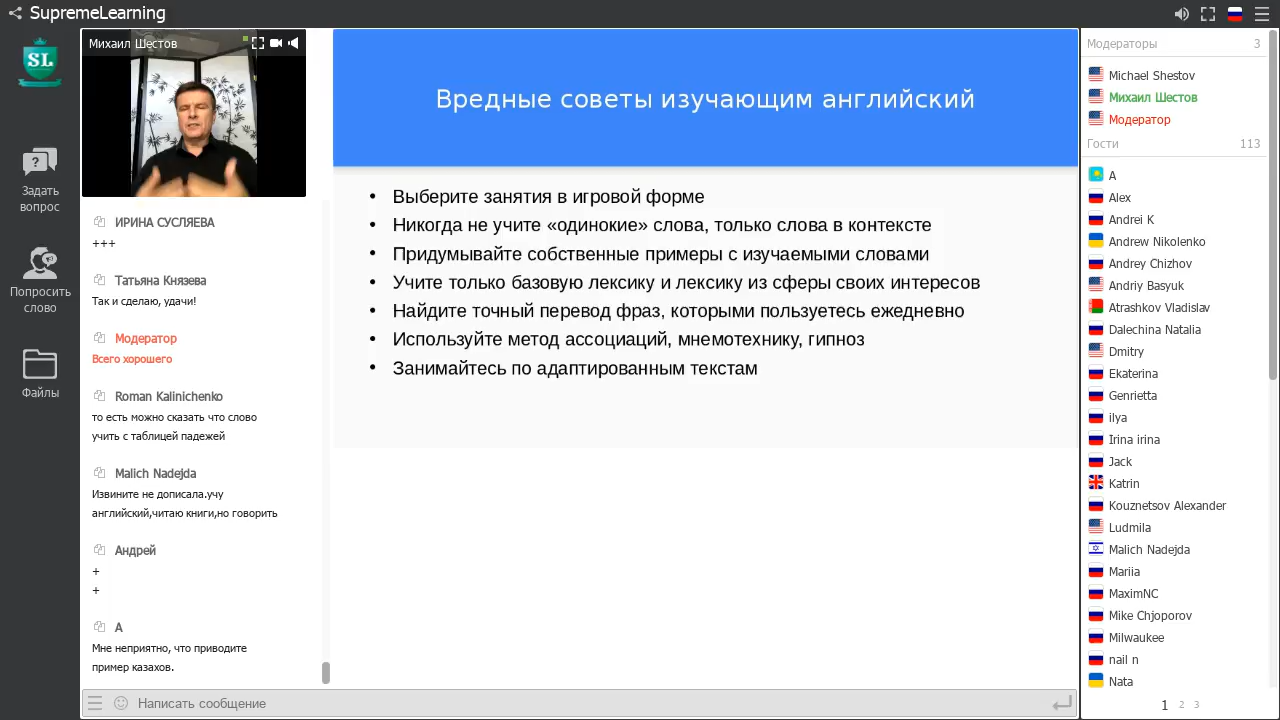 SupremeLearning
Михаил Шестов
SL
Задать
вопрос
Попросить
слово
Файлы
ИРИНА СУСЛЯЕВА
+++
Татьяна Князева
Так и сделаю, удачи!
Модератор
Всего хорошего
Roman Kalinichenko
то есть можно сказать что слово
учить с таблицей падежей
Malich Nadejda
Извините не дописала.учу
английский,читаю книги,но говорить
Андрей
+
+
A
Мне неприятно, что приводите
пример казахов.
Написать сообщение
Вредные советы изучающим английский
• Выберите занятия в игровой форме
• Никогда не учите «одинокие» слова, только слова в контексте
• Придумывайте собственные примеры с изучаемыми словами
• Учите только базовую лексику и лексику из сферы своих интересов
• Найдите точный перевод фраз, которыми пользуетесь ежедневно
• Используйте метод ассоциаций, мнемотехнику, гипноз
• Занимайтесь по адаптированным текстам
Модераторы 3
Michael Shestov
Михаил Шестов
Модератор
Гости 113
A
Alex
Andrei K
Andrew Nikolenko
Andrey Chizhov
Andriy Basyuk
Atrashkov Vladislav
Dalechina Natalia
Dmitry
Ekaterina
Genrietta
ilya
Irina irina
Jack
Katrin
Kouznetsov Alexander
Ludmila
Malich Nadejda
Mariia
MaximNC
Mike Chjoporov
Milwaukee
nail n
Nata
1 2 3